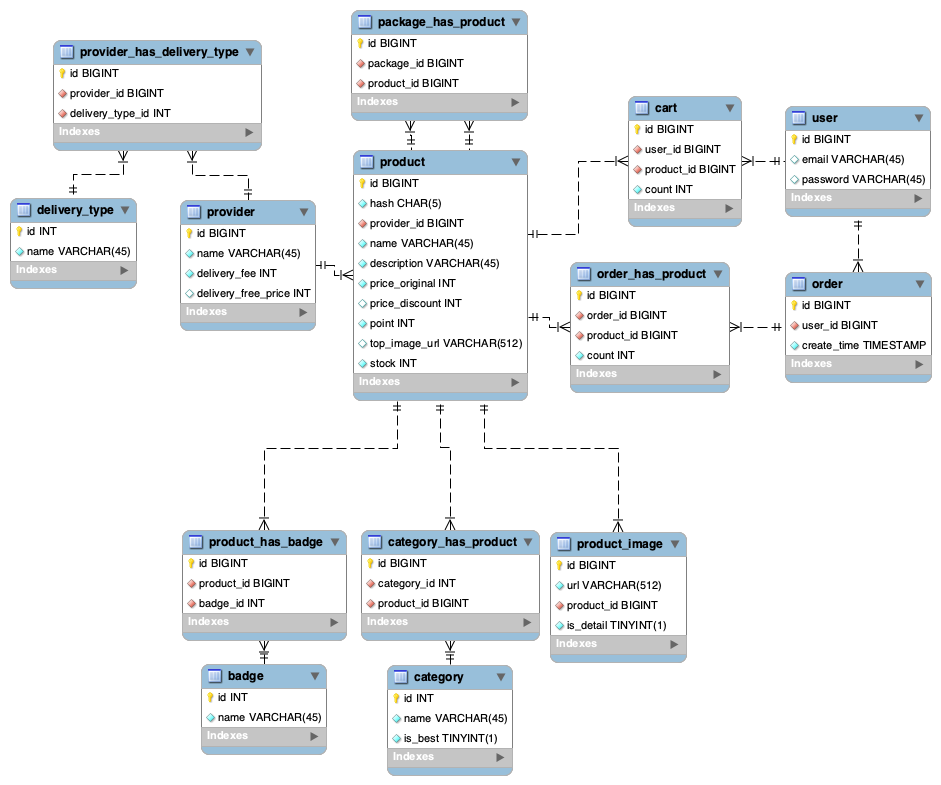 package_has_product
id BIGINT
package_id BIGINT
product_id BIGINT
Indexes
provider_has_delivery_type
id BIGINT
provider_id BIGINT
delivery_type_id INT
Indexes
cart
id BIGINT
user_id BIGINT
product_id BIGINT
count INT
Indexes
user
id BIGINT
email VARCHAR(45)
password VARCHAR(45)
Indexes
product
id BIGINT
hash CHAR(5)
provider_id BIGINT
name VARCHAR(45)
description VARCHAR(45)
price_original INT
price_discount INT
point INT
top_image_url VARCHAR(512)
stock INT
Indexes
delivery_type
id INT
name VARCHAR(45)
Indexes
provider
id BIGINT
name VARCHAR(45)
delivery_fee INT
delivery_free_price INT
Indexes
order_has_product
id BIGINT
order_id BIGINT
product_id BIGINT
count INT
Indexes
order
id BIGINT
user_id BIGINT
create_time TIMESTAMP
Indexes
product_has_badge
id BIGINT
product_id BIGINT
badge_id INT
Indexes
category_has_product
id BIGINT
category_id INT
product_id BIGINT
Indexes
product_image
id BIGINT
url VARCHAR(512)
product_id BIGINT
is_detail TINYINT(1)
Indexes
badge
id INT
name VARCHAR(45)
Indexes
category
id INT
name VARCHAR(45)
is_best TINYINT(1)
Indexes